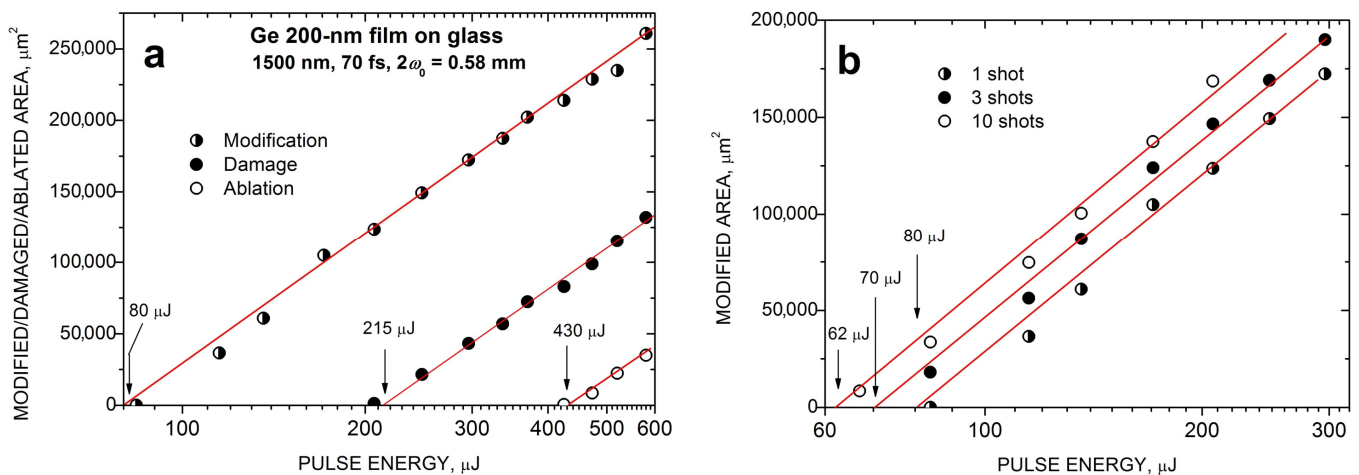 a
Ge 200-nm film on glass
1500 nm, 70 fs, 2ω₀ = 0.58 mm
Modification
Damage
Ablation
80 μJ
215 μJ
430 μJ
250,000
200,000
150,000
100,000
50,000
0
100
200
300
400
500
600
MODIFIED/DAMAGED/ABLATED AREA, μm²
PULSE ENERGY, μJ
b
1 shot
3 shots
10 shots
80 μJ
70 μJ
62 μJ
200,000
150,000
100,000
50,000
0
60
100
200
300
MODIFIED AREA, μm²
PULSE ENERGY, μJ